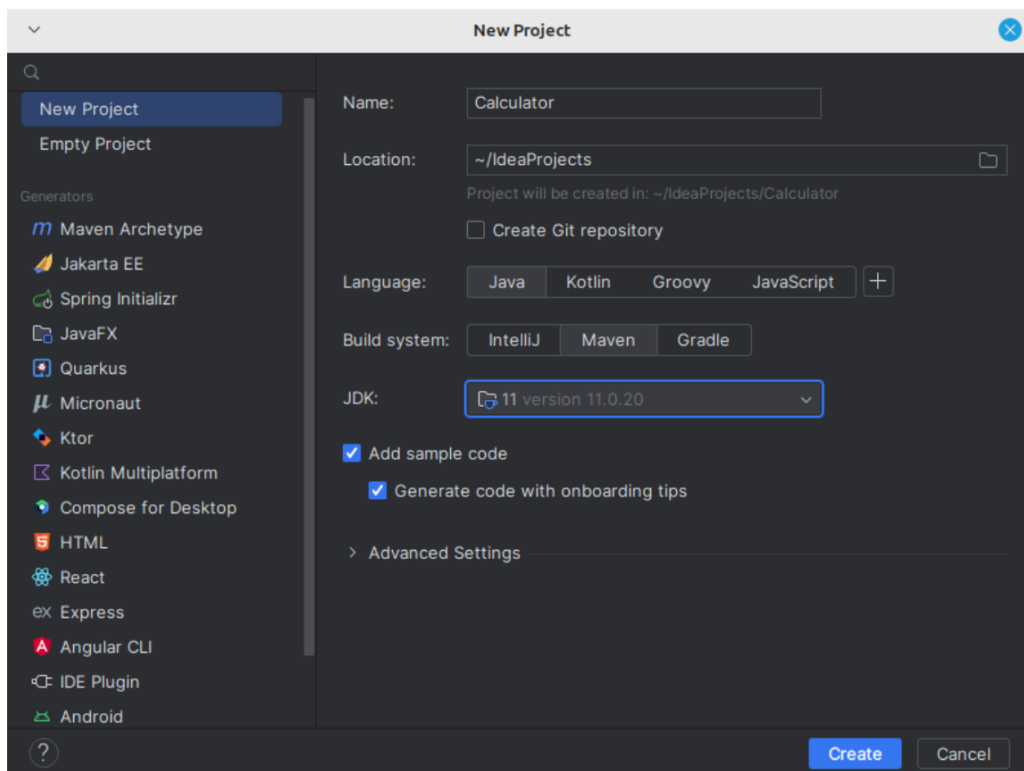 New Project
New Project
Empty Project
Generators
Maven Archetype
Jakarta EE
Spring Initializr
JavaFX
Quarkus
Micronaut
Ktor
Kotlin Multiplatform
Compose for Desktop
HTML
React
ex Express
Angular CLI
IDE Plugin
Android
Name: Calculator
Location: ~/IdeaProjects
Project will be created in: ~/IdeaProjects/Calculator
Create Git repository
Language: Java Kotlin Groovy JavaScript +
Build system: IntelliJ Maven Gradle
JDK: 11 version 11.0.20
Add sample code
Generate code with onboarding tips
Advanced Settings
? Create Cancel